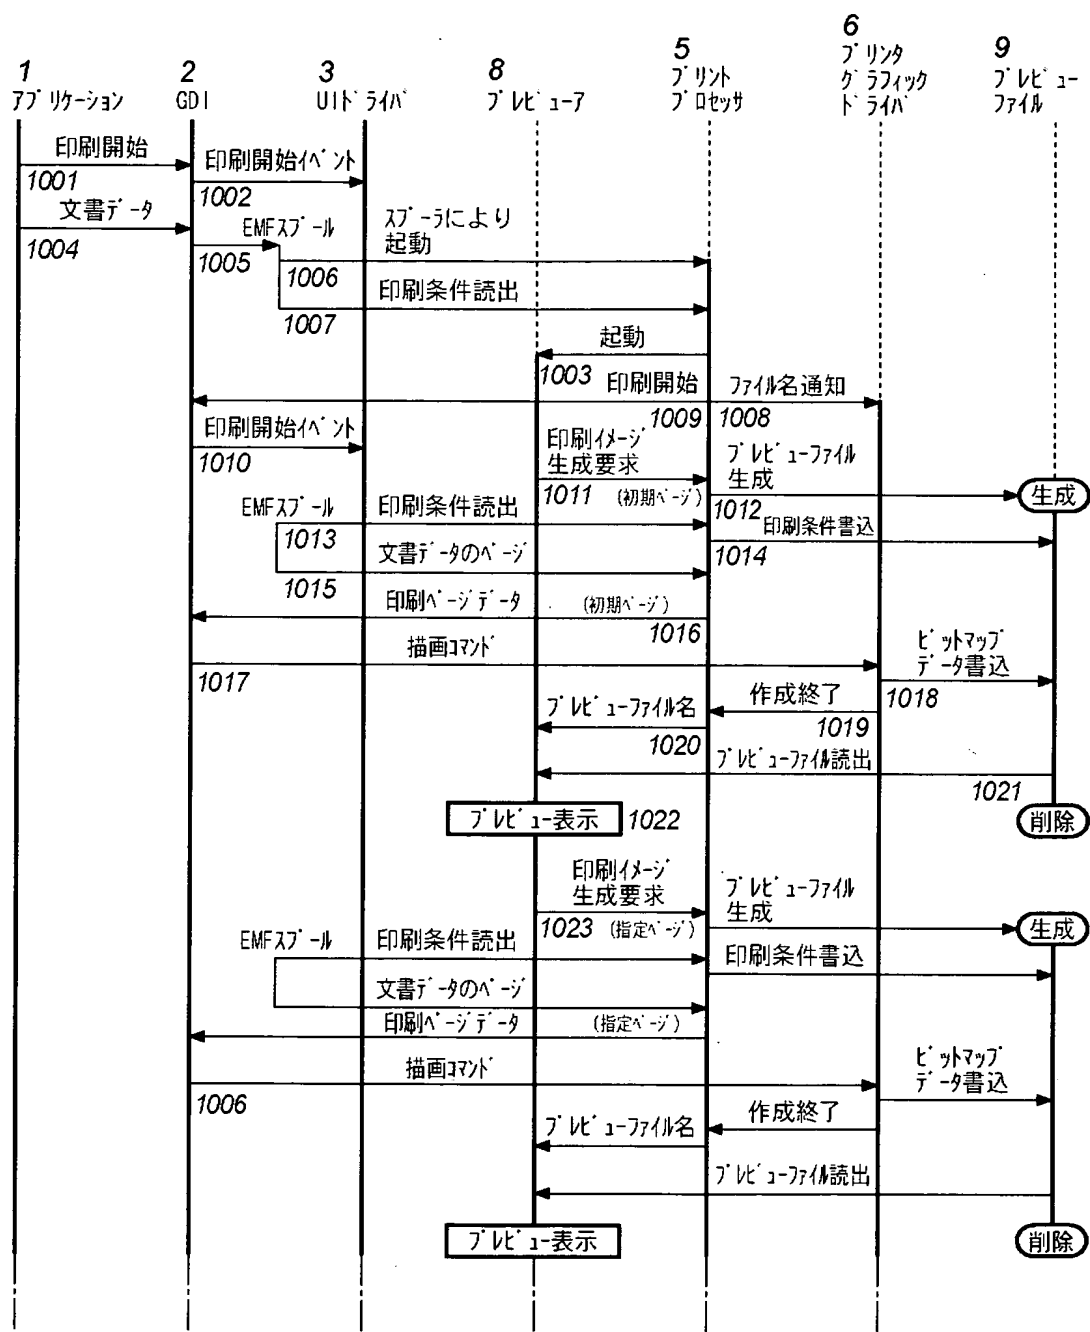 1
アプリケーション
2
GDI
3
UIドライバ
8
プレビューア
5
プリント
プロセッサ
6
プリンタ
グラフィック
ドライバ
9
プレビュー
ファイル
印刷開始
1001
印刷開始イベント
1002
文書データ
1004
EMFスプール
1005
スプーラにより
起動
1006
印刷条件読出
1007
起動
1003
印刷開始
1009
ファイル名通知
1008
印刷開始イベント
1010
印刷イメージ
生成要求
1011
(初期ページ)
プレビューファイル
生成
1012
生成
EMFスプール
印刷条件読出
1013
印刷条件書込
1014
文書データのページ
1015
印刷ページデータ
(初期ページ)
1016
描画コマンド
1017
ビットマップ
データ書込
1018
作成終了
1019
プレビューファイル名
1020
プレビューファイル読出
1021
プレビュー表示
1022
削除
印刷イメージ
生成要求
1023
(指定ページ)
プレビューファイル
生成
生成
EMFスプール
印刷条件読出
印刷条件書込
文書データのページ
印刷ページデータ
(指定ページ)
描画コマンド
1006
ビットマップ
データ書込
作成終了
プレビューファイル名
プレビューファイル読出
プレビュー表示
削除